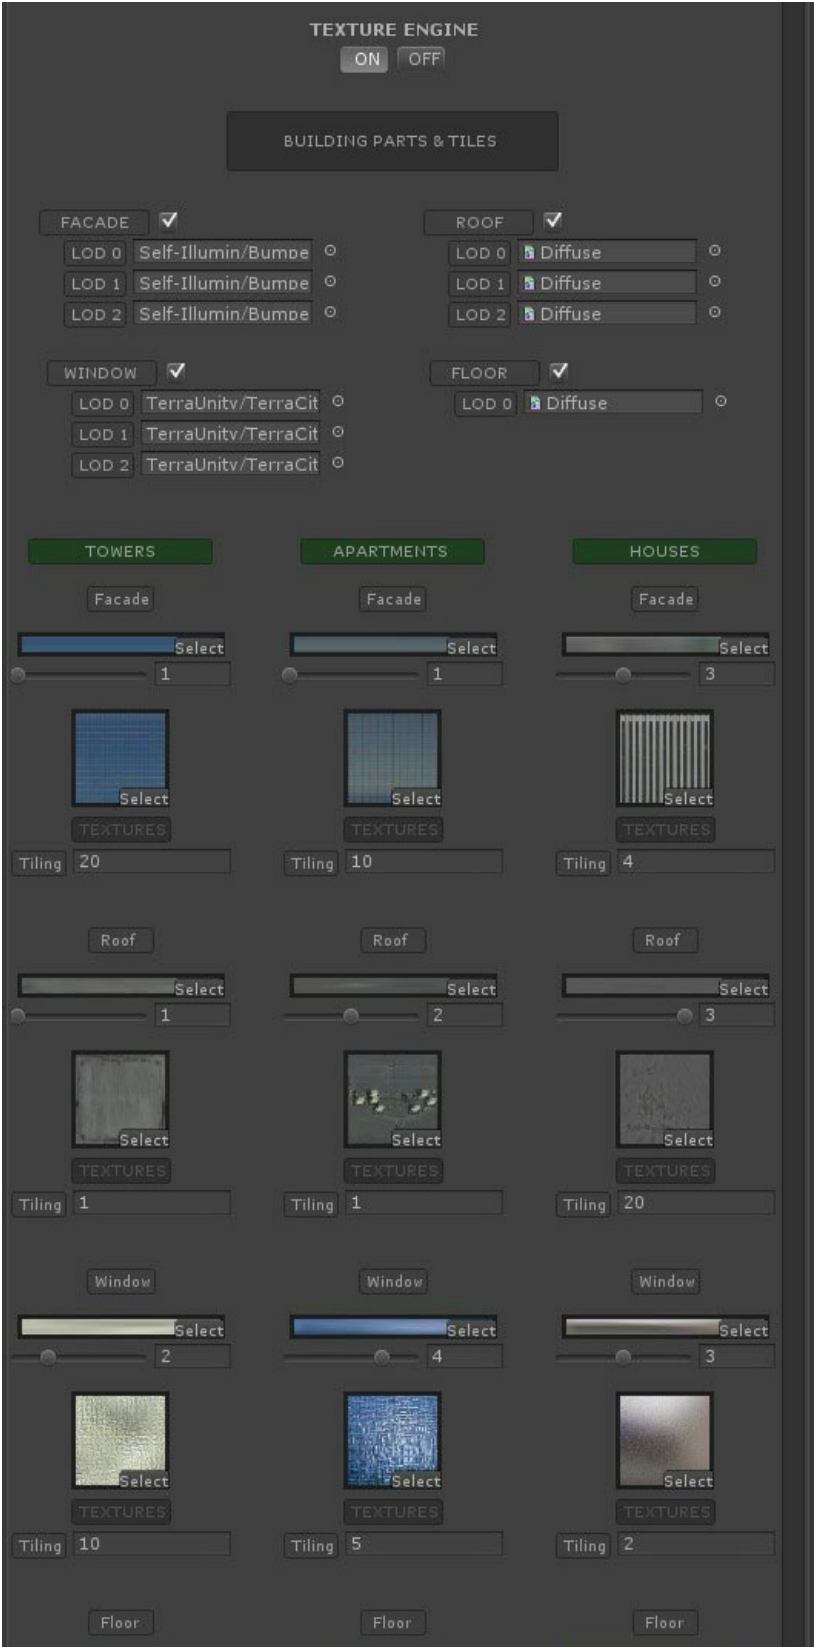 TEXTURE ENGINE
ON OFF
BUILDING PARTS & TILES
FACADE ROOF
LOD 0 Self-Illumin/Bumpe LOD 0 Diffuse
LOD 1 Self-Illumin/Bumpe LOD 1 Diffuse
LOD 2 Self-Illumin/Bumpe LOD 2 Diffuse
WINDOW FLOOR
LOD 0 TerraUnity/TerraCit LOD 0 Diffuse
LOD 1 TerraUnity/TerraCit
LOD 2 TerraUnity/TerraCit
TOWERS APARTMENTS HOUSES
Facade Facade Facade
Select Select Select
1 1 3
Select Select Select
TEXTURES TEXTURES TEXTURES
Tiling 20 Tiling 10 Tiling 4
Roof Roof Roof
Select Select Select
1 2 3
Select Select Select
TEXTURES TEXTURES TEXTURES
Tiling 1 Tiling 1 Tiling 20
Window Window Window
Select Select Select
2 4 3
Select Select Select
TEXTURES TEXTURES TEXTURES
Tiling 10 Tiling 5 Tiling 2
Floor Floor Floor